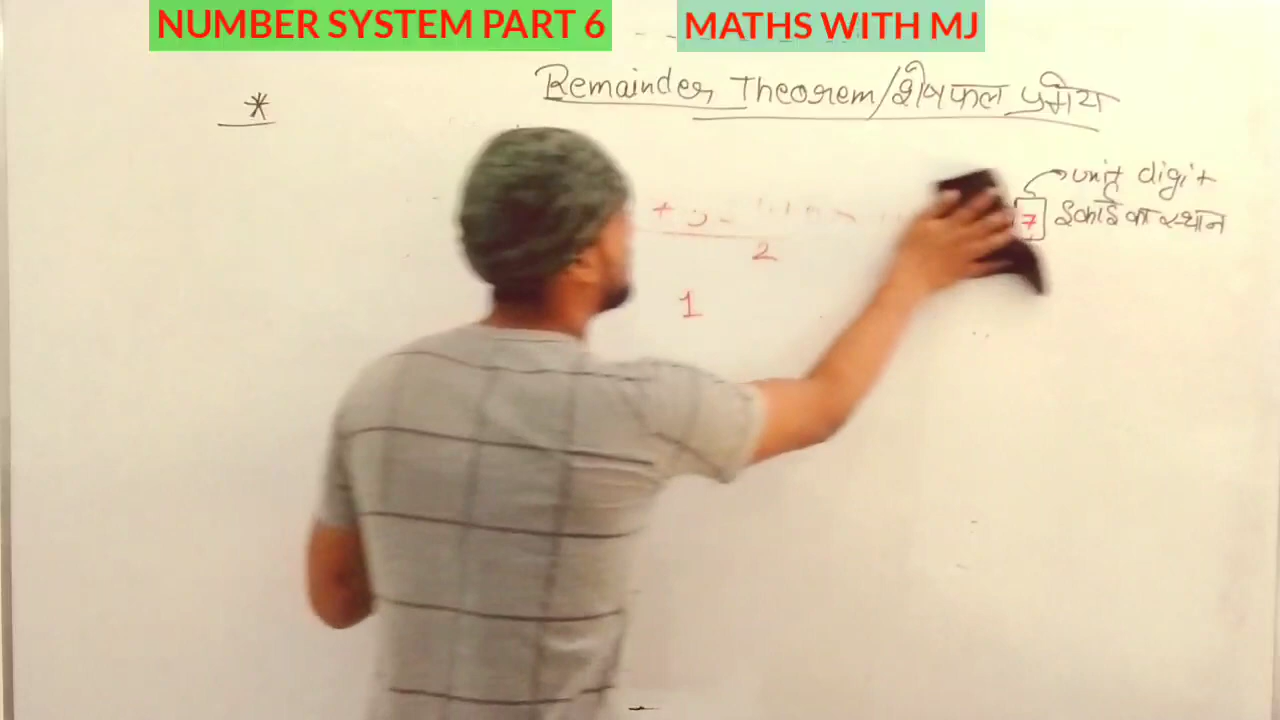 NUMBER SYSTEM PART 6
MATHS WITH MJ
Remainder Theorem/शेषफल प्रमेय
*
unit digit
7 इकाई का स्थान
+
2
1